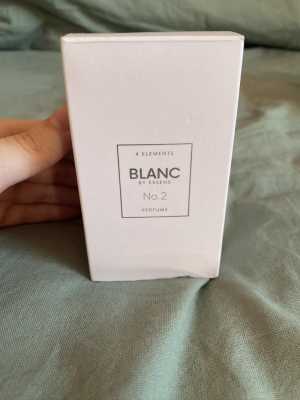 4 ELEMENTS
BLANC
BY ESSENS
No.2
PERFUME